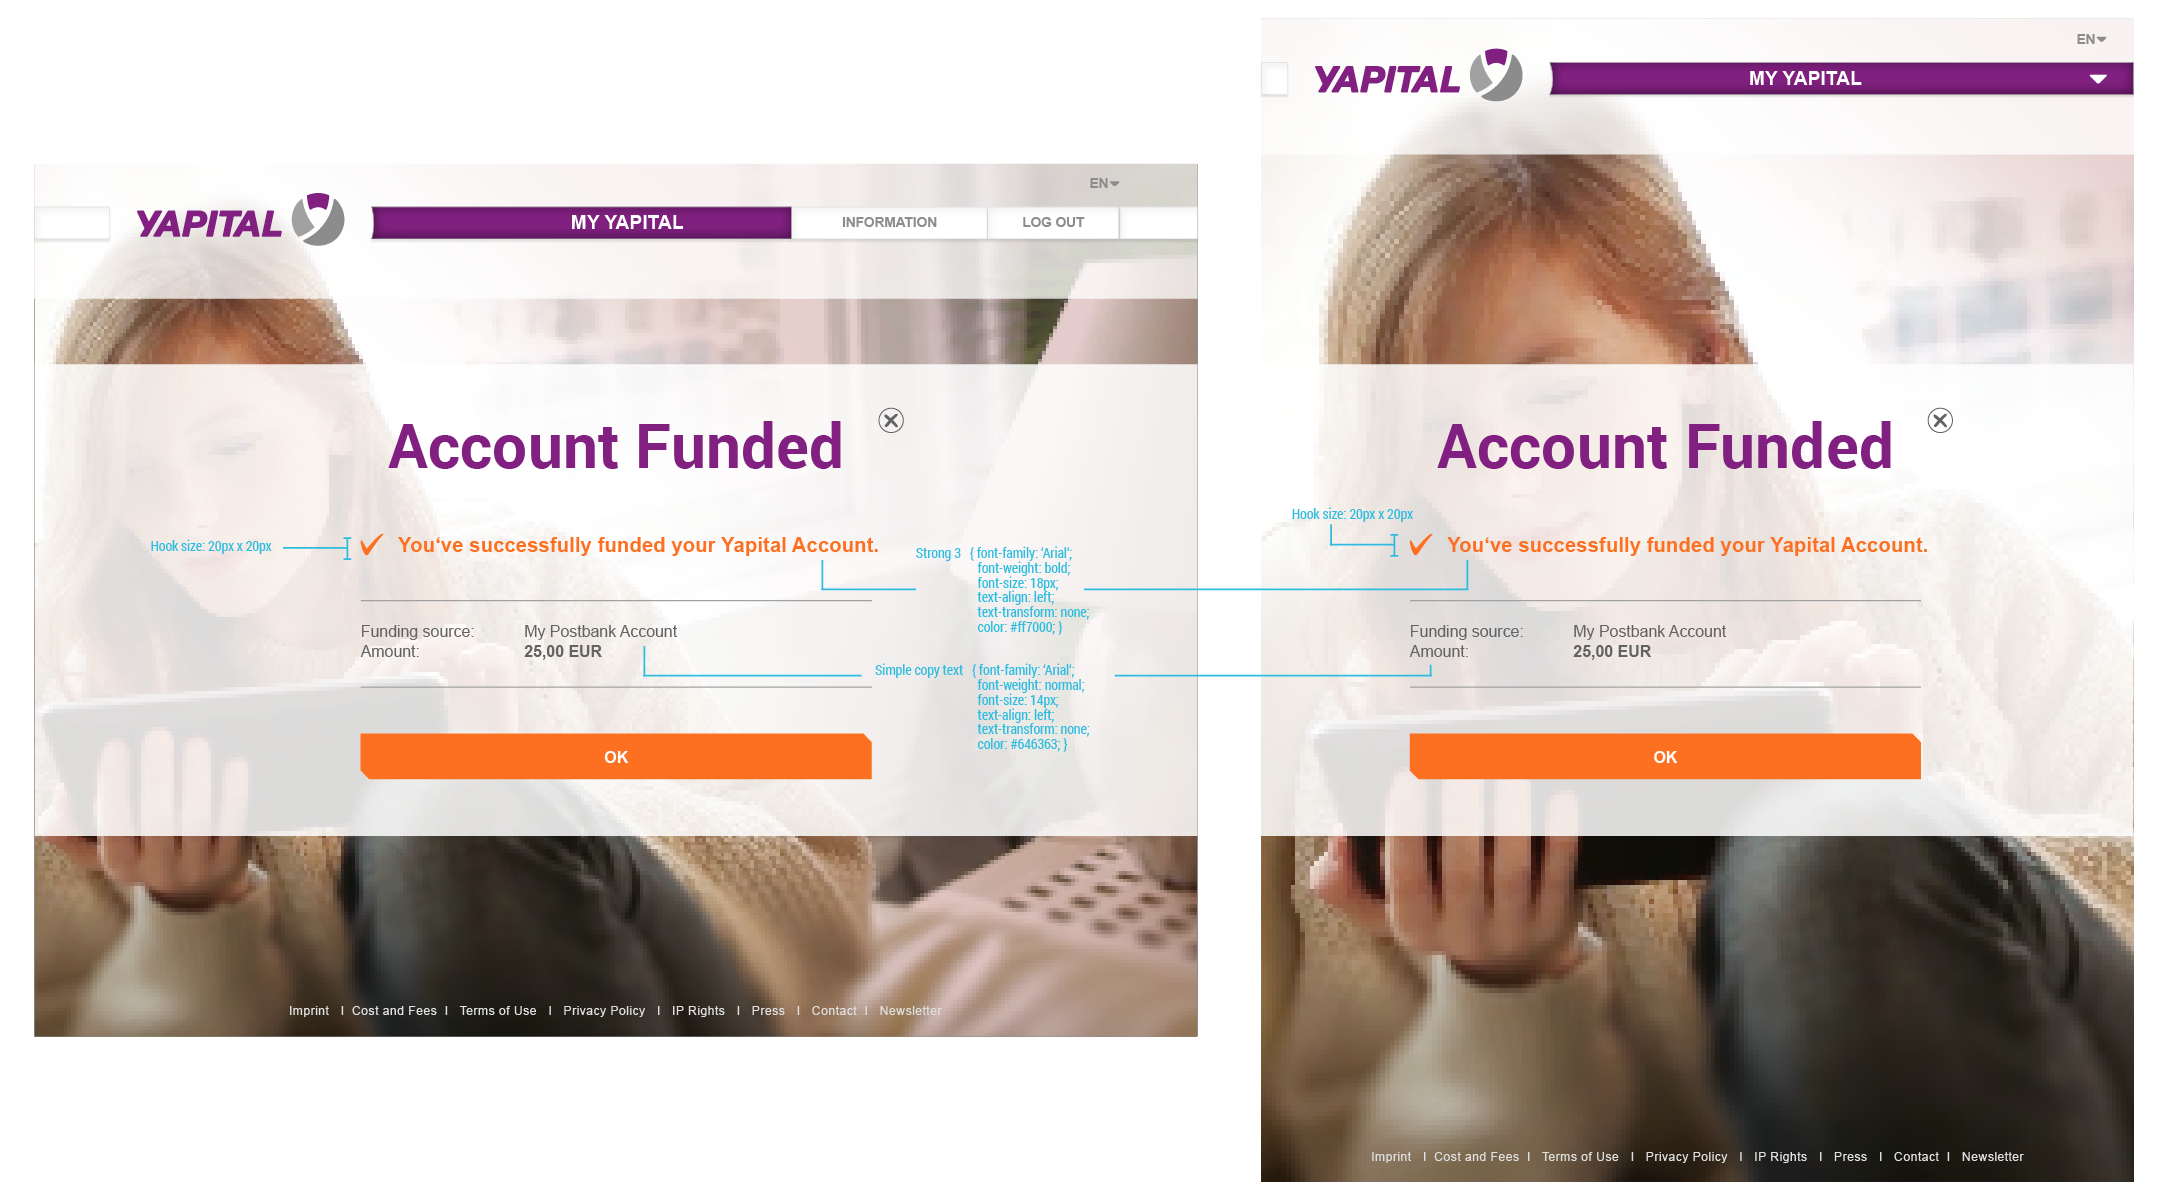 EN
YAPITAL
MY YAPITAL
INFORMATION
LOG OUT
Account Funded
Hook size: 20px x 20px
You‘ve successfully funded your Yapital Account.
Strong 3 { font-family: ‘Arial‘;
font-weight: bold;
font-size: 18px;
text-align: left;
text-transform: none;
color: #ff7000; }
Funding source: My Postbank Account
Amount: 25,00 EUR
Simple copy text { font-family: ‘Arial‘;
font-weight: normal;
font-size: 14px;
text-align: left;
text-transform: none;
color: #646363; }
OK
Imprint I Cost and Fees I Terms of Use I Privacy Policy I IP Rights I Press I Contact I Newsletter
EN
YAPITAL
MY YAPITAL
Account Funded
Hook size: 20px x 20px
You‘ve successfully funded your Yapital Account.
Funding source: My Postbank Account
Amount: 25,00 EUR
OK
Imprint I Cost and Fees I Terms of Use I Privacy Policy I IP Rights I Press I Contact I Newsletter